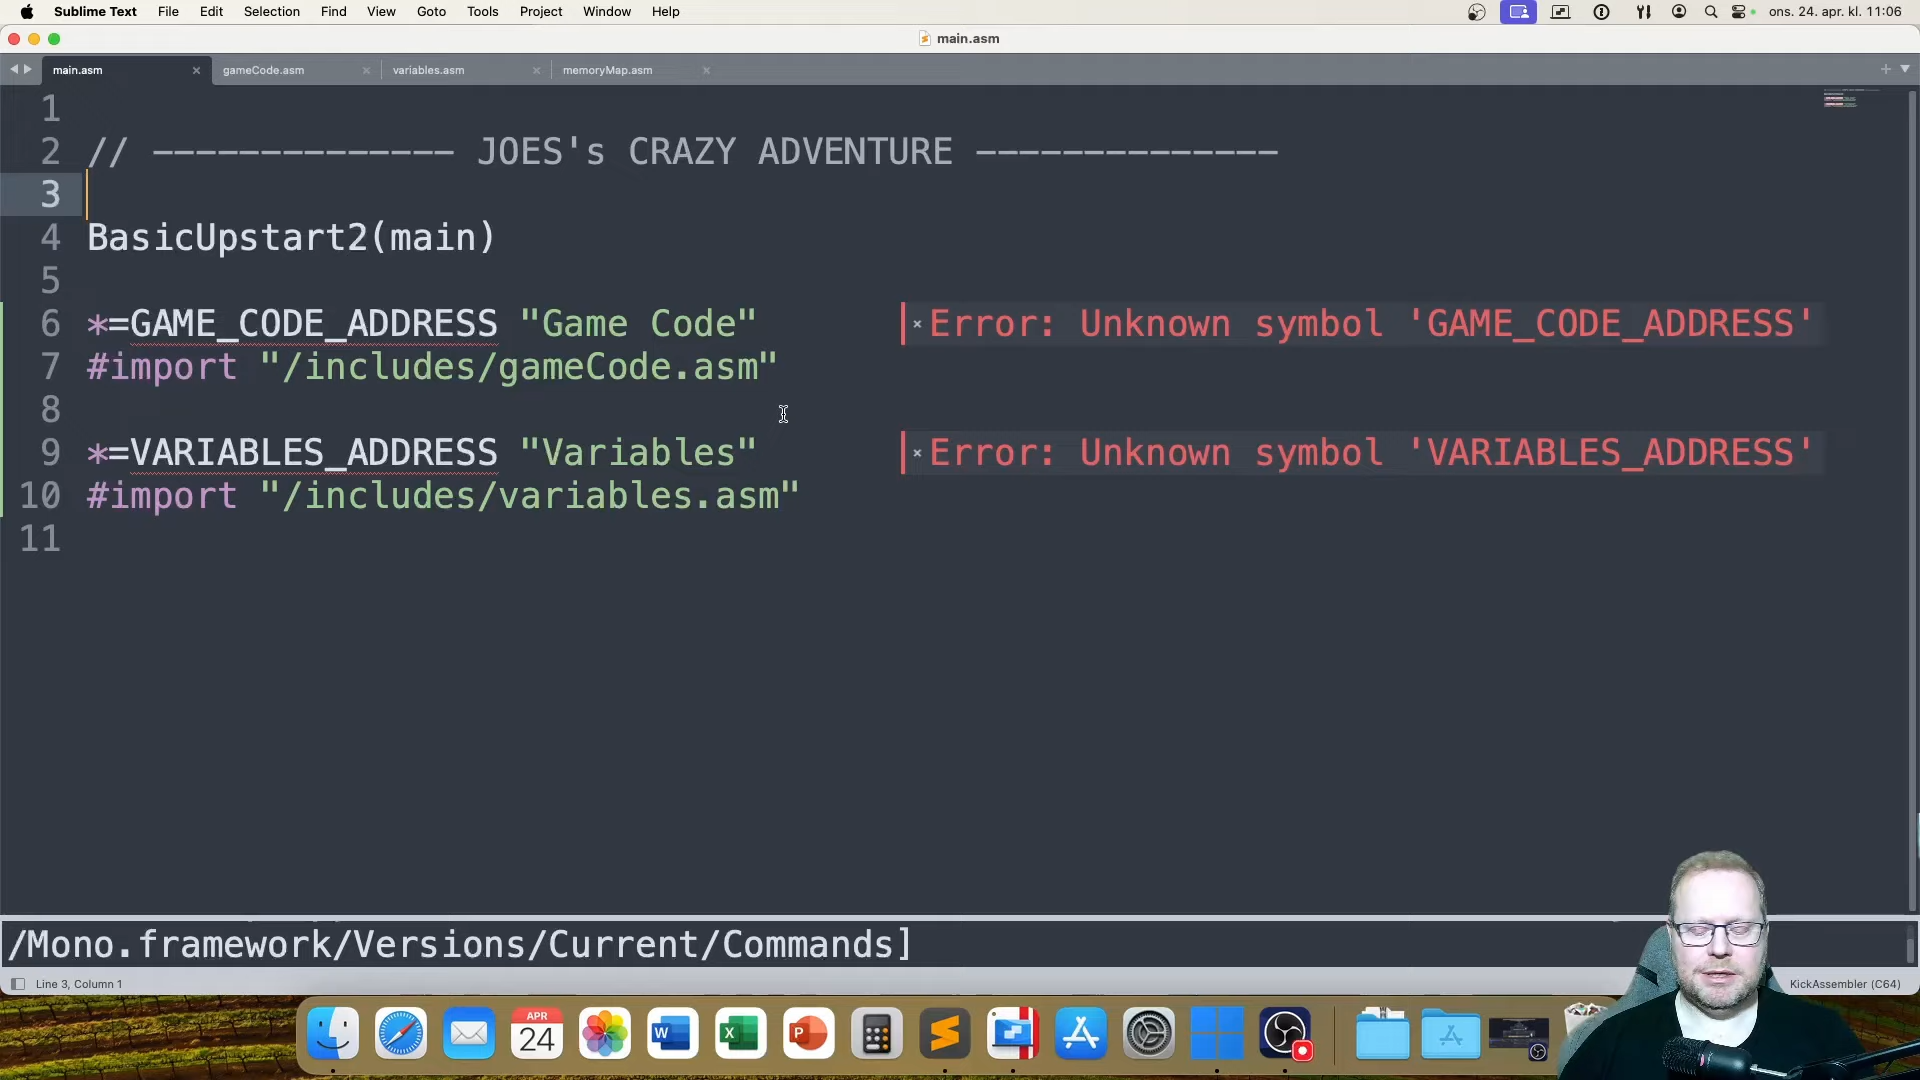 Sublime Text File Edit Selection Find View Goto Tools Project Window Help ons. 24. apr. kl. 11:06
main.asm
main.asm gameCode.asm variables.asm memoryMap.asm
1
2 // -------------- JOES's CRAZY ADVENTURE --------------
3
4 BasicUpstart2(main)
5
6 *=GAME_CODE_ADDRESS "Game Code" Error: Unknown symbol 'GAME_CODE_ADDRESS'
7 #import "/includes/gameCode.asm"
8
9 *=VARIABLES_ADDRESS "Variables" Error: Unknown symbol 'VARIABLES_ADDRESS'
10 #import "/includes/variables.asm"
11
/Mono.framework/Versions/Current/Commands]
Line 3, Column 1 KickAssembler (C64)
APR
24
W X P